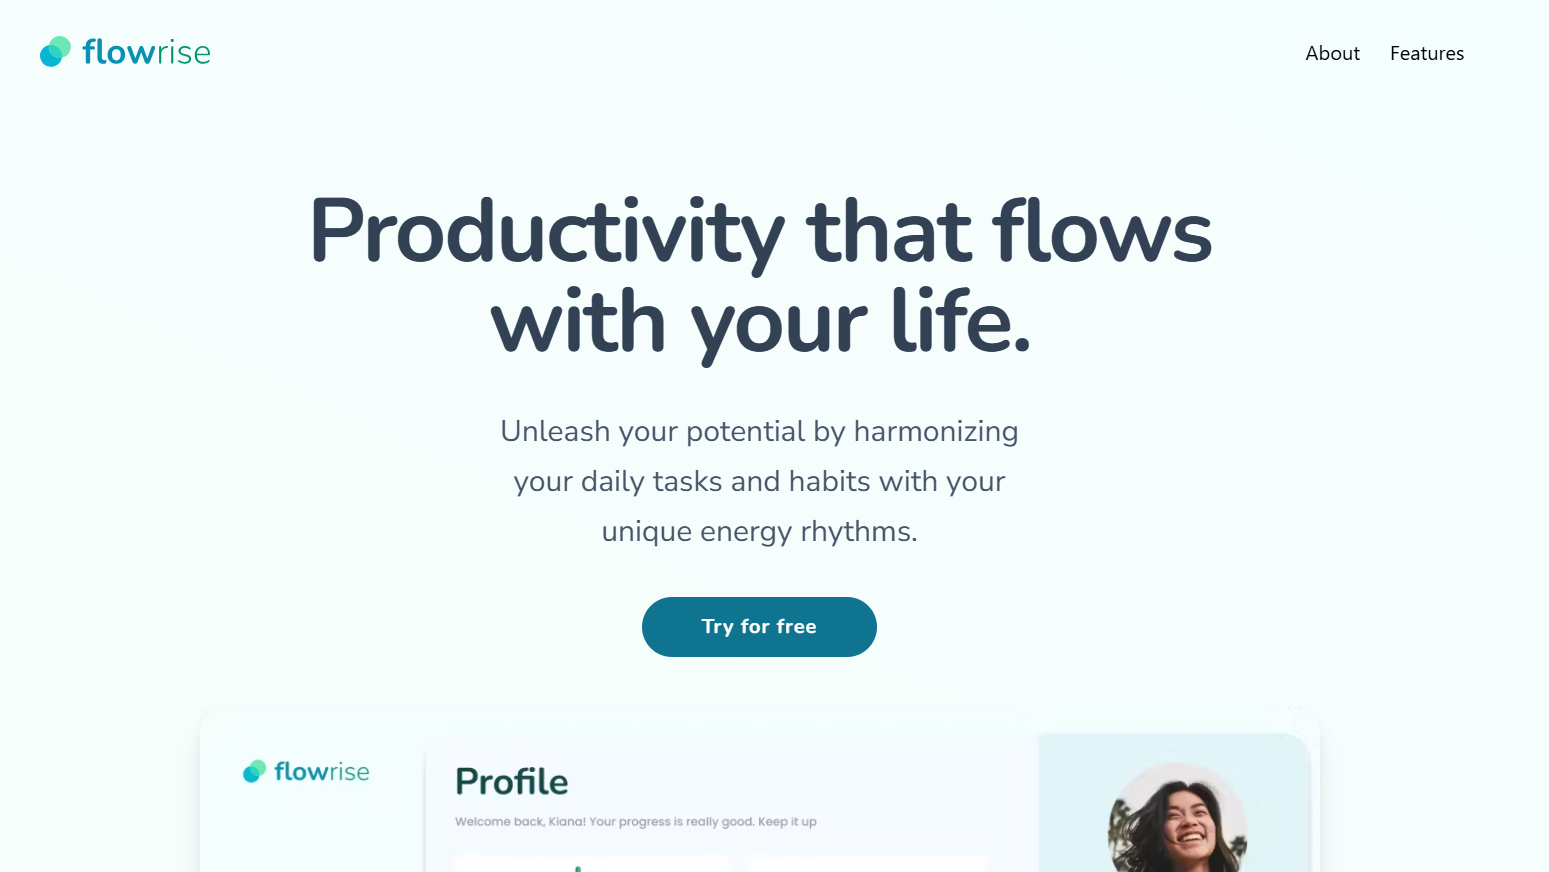 flowrise
About
Features
Productivity that flows
with your life.
Unleash your potential by harmonizing
your daily tasks and habits with your
unique energy rhythms.
Try for free
flowrise
Profile
Welcome back, Kiana! Your progress is really good. Keep it up